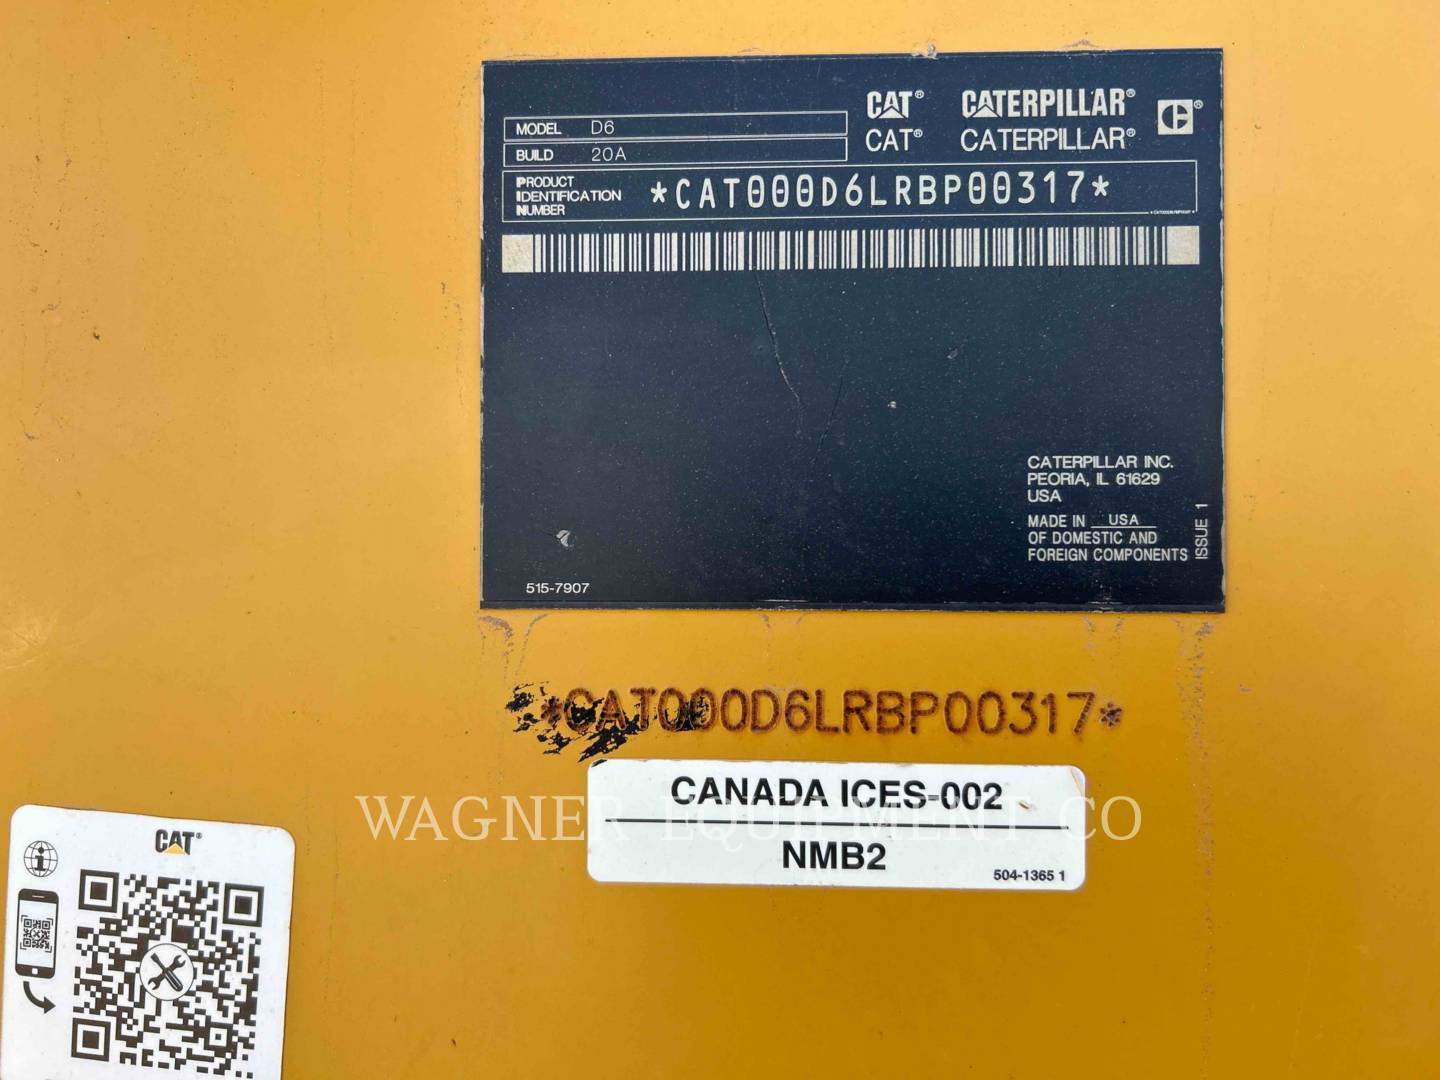 CAT® CATERPILLAR® C®
CAT® CATERPILLAR®
MODEL D6
BUILD 20A
PRODUCT
IDENTIFICATION
NUMBER
*CAT000D6LRBP00317*
CATERPILLAR INC.
PEORIA, IL 61629
USA
MADE IN USA
OF DOMESTIC AND
FOREIGN COMPONENTS
ISSUE 1
515-7907
*CAT000D6LRBP00317*
CANADA ICES-002
WAGNER EQUIPMENT CO
NMB2
504-1365 1
CAT®